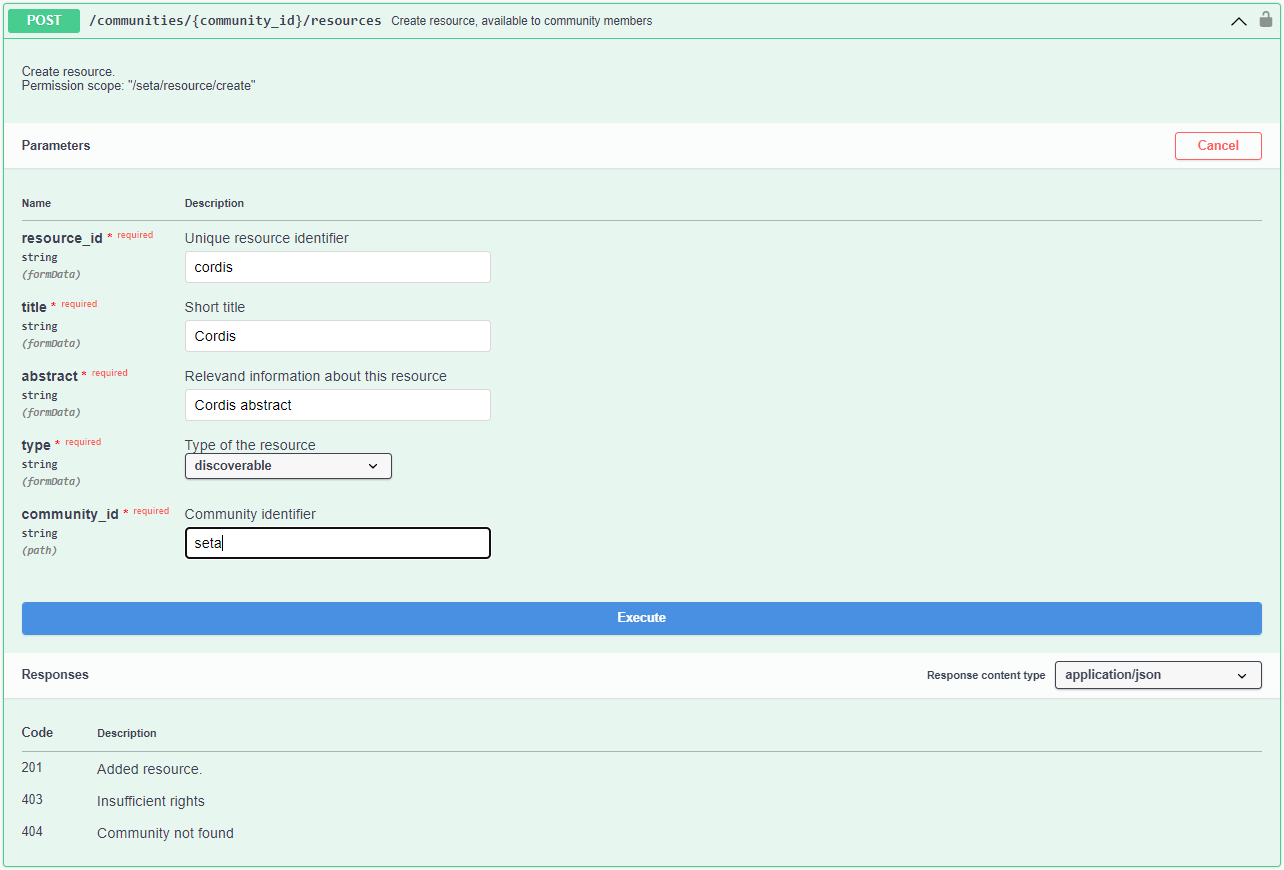 POST /communities/{community_id}/resources Create resource, available to community members
Create resource.
Permission scope: "/seta/resource/create"
Parameters Cancel
Name Description
resource_id * required Unique resource identifier
string cordis
(formData)
title * required Short title
string Cordis
(formData)
abstract * required Relevand information about this resource
string Cordis abstract
(formData)
type * required Type of the resource
string discoverable
(formData)
community_id * required Community identifier
string seta
(path)
Execute
Responses Response content type application/json
Code Description
201 Added resource.
403 Insufficient rights
404 Community not found